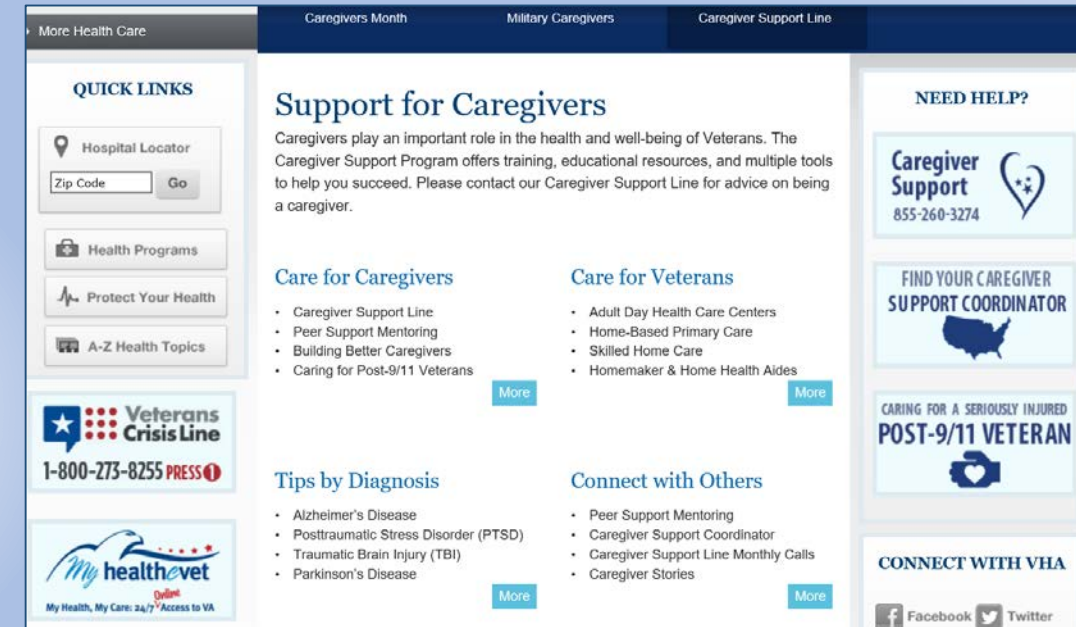 More Health Care
Caregivers Month
Military Caregivers
Caregiver Support Line
QUICK LINKS
Hospital Locator
Zip Code
Go
Health Programs
Protect Your Health
A-Z Health Topics
Veterans
Crisis Line
1-800-273-8255 PRESS 1
My healthevet
Online
My Health, My Care: 24/7 Access to VA
Support for Caregivers
Caregivers play an important role in the health and well-being of Veterans. The
Caregiver Support Program offers training, educational resources, and multiple tools
to help you succeed. Please contact our Caregiver Support Line for advice on being
a caregiver.
Care for Caregivers
• Caregiver Support Line
• Peer Support Mentoring
• Building Better Caregivers
• Caring for Post-9/11 Veterans
More
Care for Veterans
• Adult Day Health Care Centers
• Home-Based Primary Care
• Skilled Home Care
• Homemaker & Home Health Aides
More
Tips by Diagnosis
• Alzheimer's Disease
• Posttraumatic Stress Disorder (PTSD)
• Traumatic Brain Injury (TBI)
• Parkinson's Disease
More
Connect with Others
• Peer Support Mentoring
• Caregiver Support Coordinator
• Caregiver Support Line Monthly Calls
• Caregiver Stories
More
NEED HELP?
Caregiver
Support
855-260-3274
FIND YOUR CAREGIVER
SUPPORT COORDINATOR
CARING FOR A SERIOUSLY INJURED
POST-9/11 VETERAN
CONNECT WITH VHA
Facebook Twitter